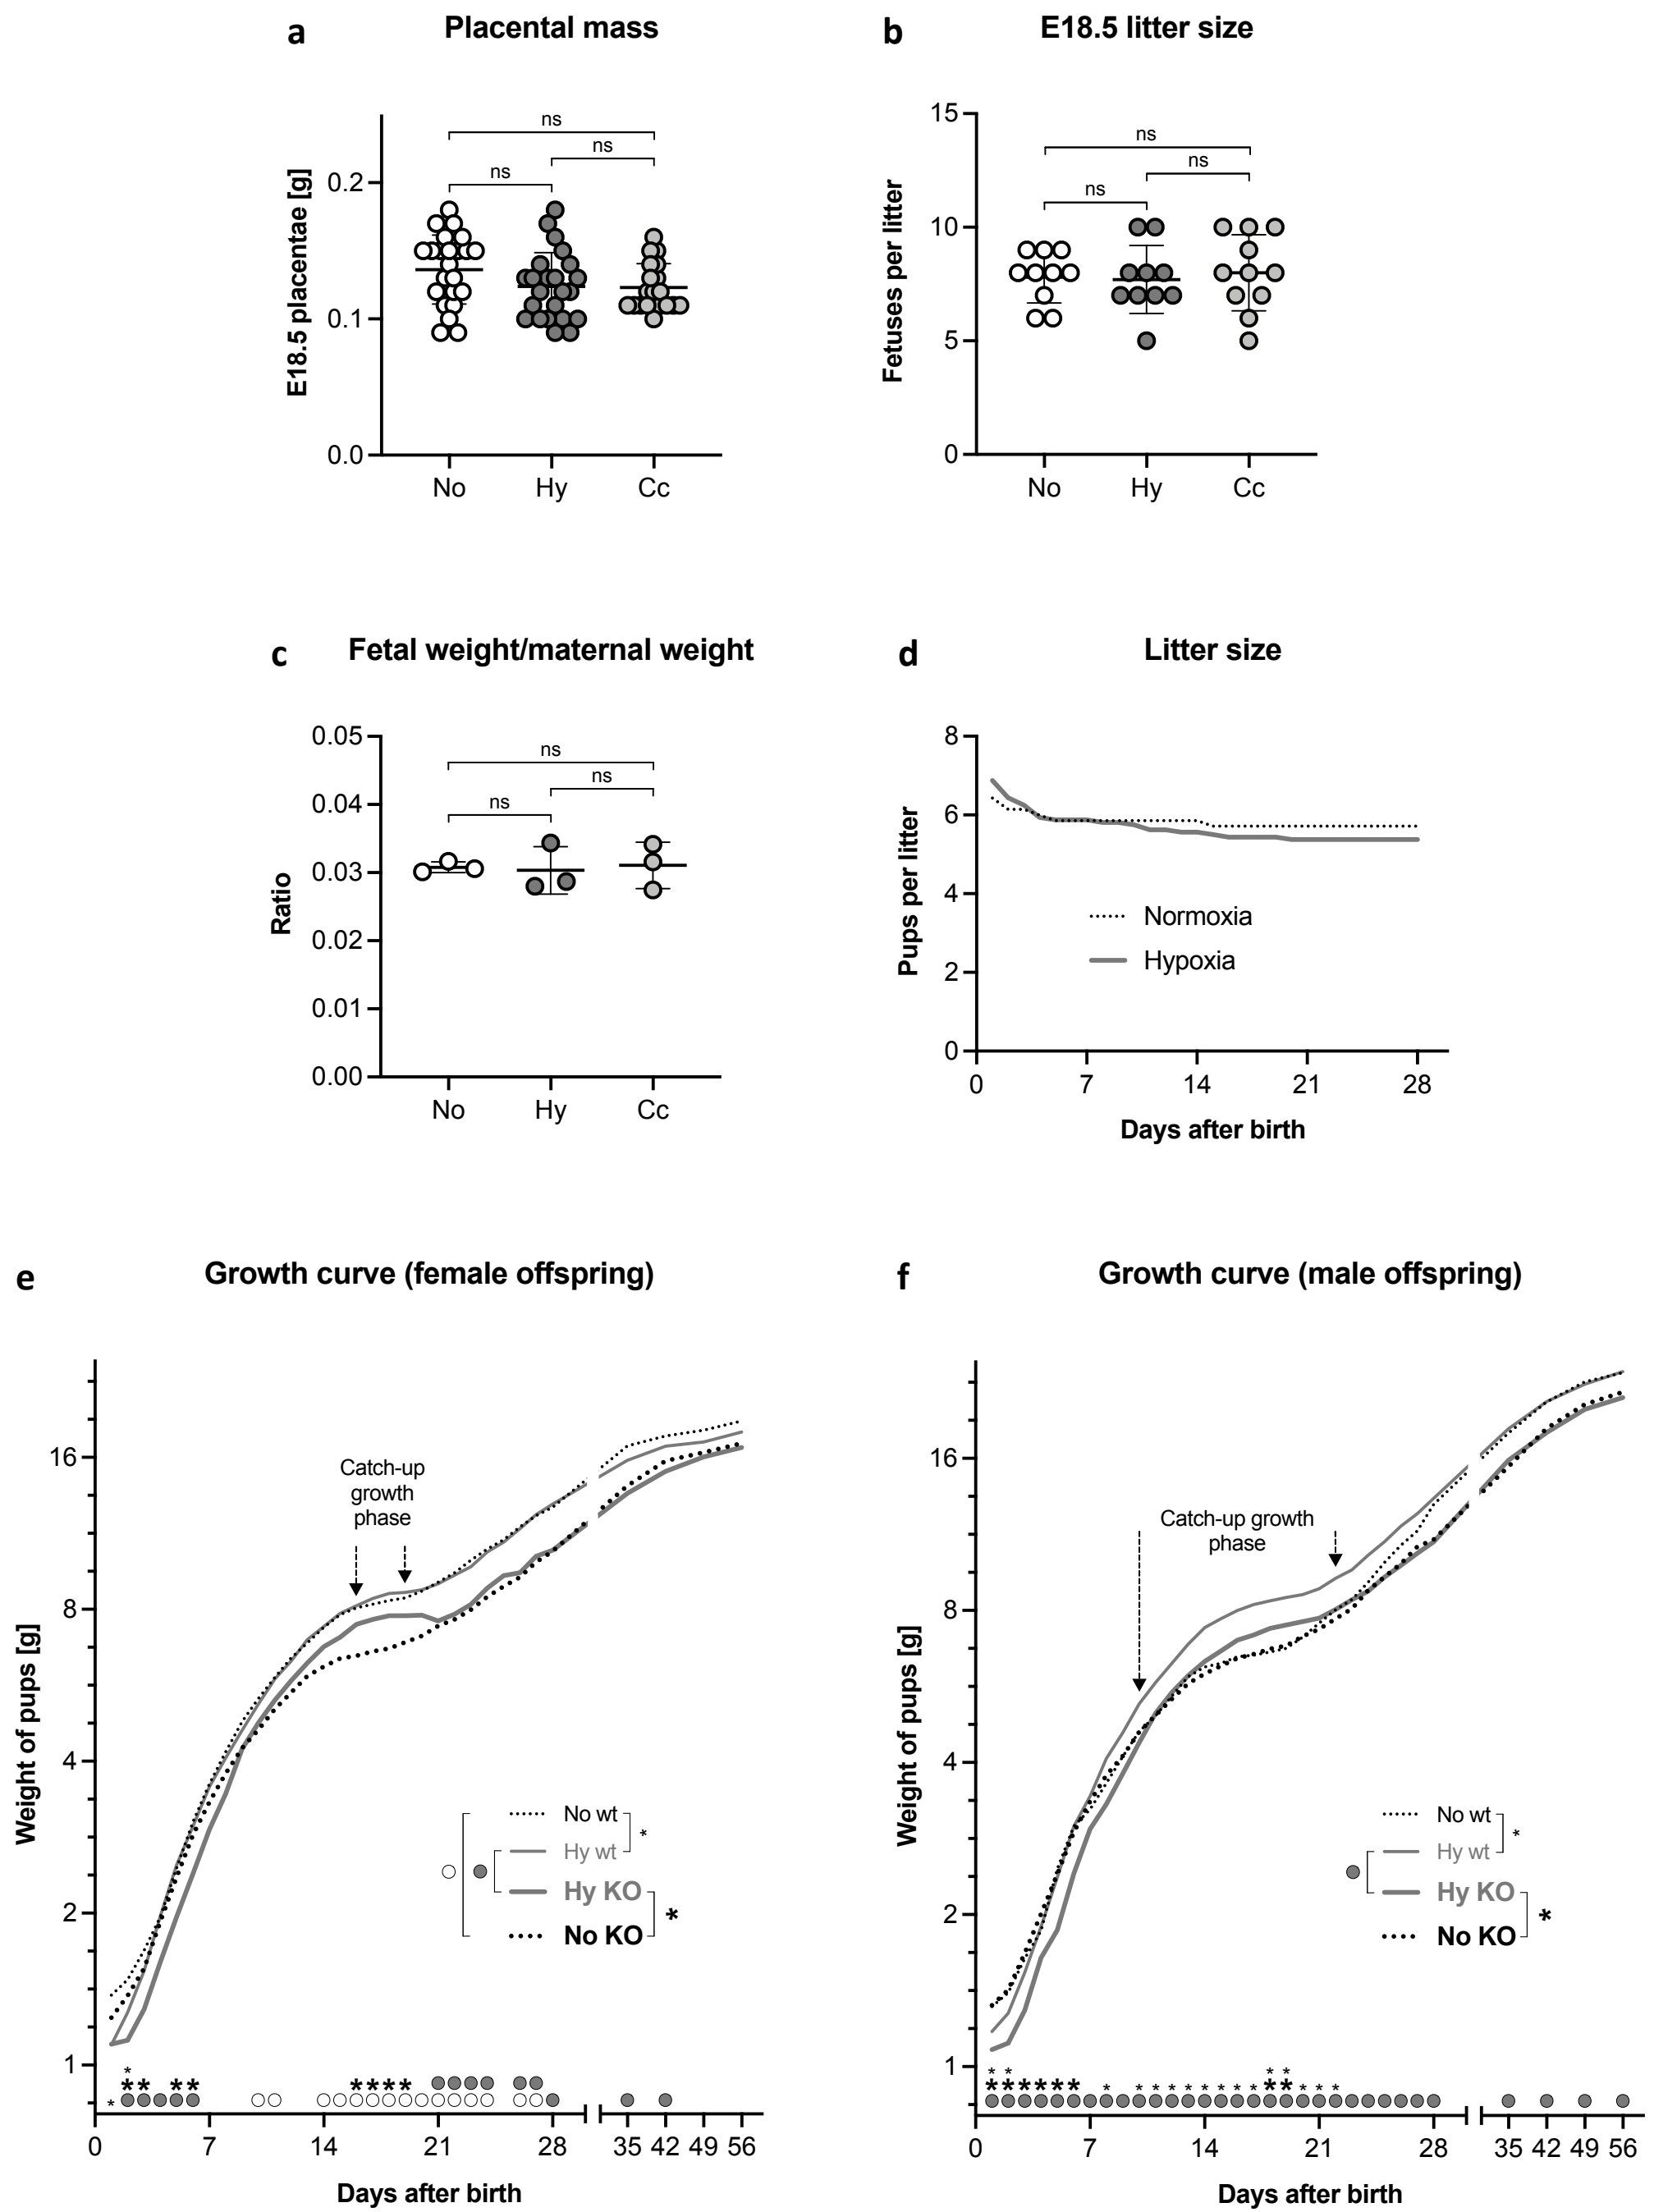 a Placental mass
E18.5 placentae [g]
0.2
0.1
0.0
ns
ns
ns
No Hy Cc
b E18.5 litter size
Fetuses per litter
15
10
5
0
ns
ns
ns
No Hy Cc
c Fetal weight/maternal weight
Ratio
0.05
0.04
0.03
0.02
0.01
0.00
ns
ns
ns
No Hy Cc
d Litter size
Pups per litter
8
6
4
2
0
Normoxia
Hypoxia
0 7 14 21 28
Days after birth
e Growth curve (female offspring)
Weight of pups [g]
16
8
4
2
1
Catch-up
growth
phase
No wt
*
Hy wt
Hy KO
*
No KO
*
* * * *
* * * *
*
0 7 14 21 28 35 42 49 56
Days after birth
f Growth curve (male offspring)
Weight of pups [g]
16
8
4
2
1
Catch-up growth
phase
No wt
*
Hy wt
Hy KO
*
No KO
* * * *
* * * * * * * * * * * * * * * * * * *
0 7 14 21 28 35 42 49 56
Days after birth